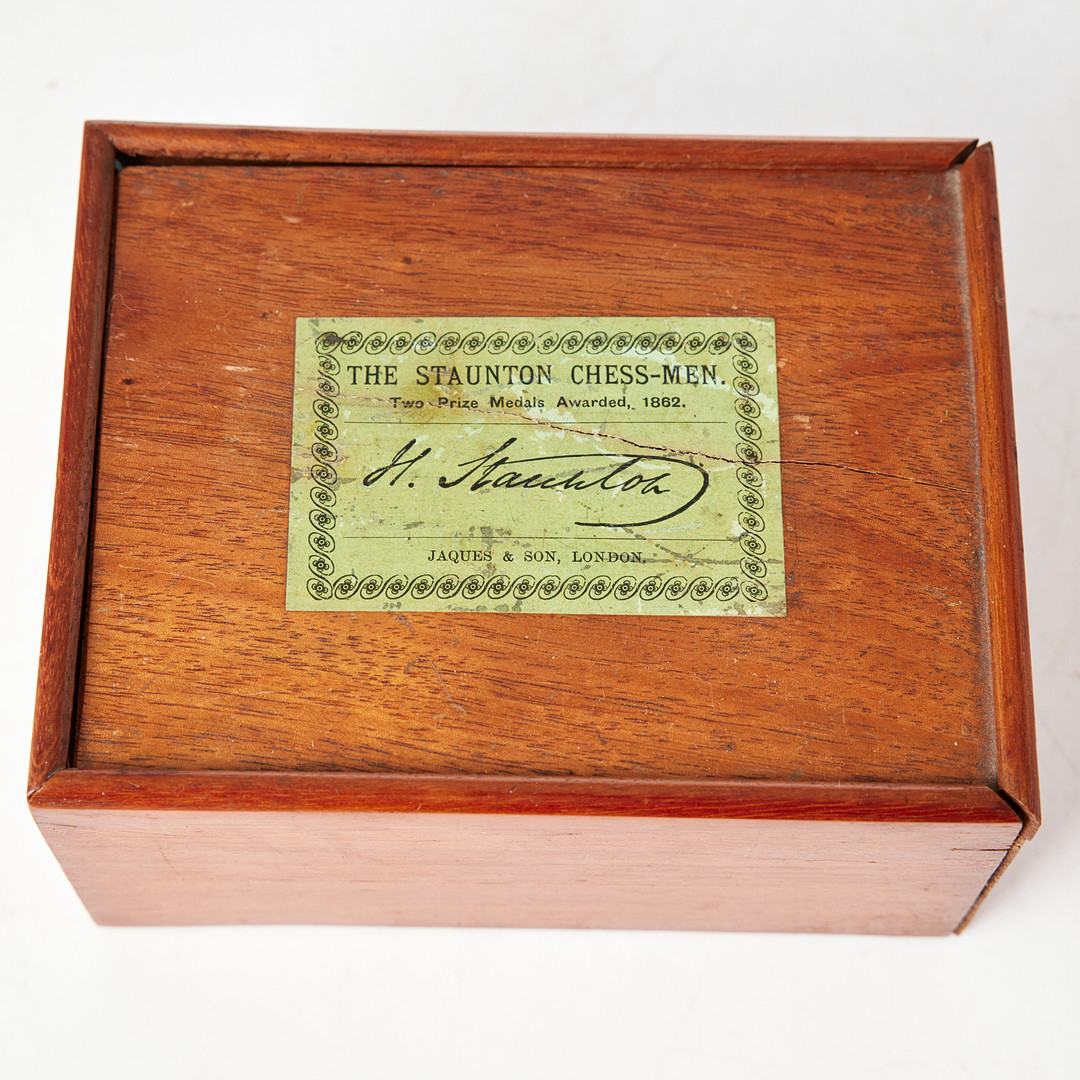 THE STAUNTON CHESS-MEN.
Two Prize Medals Awarded, 1862.
H. Staunton
JAQUES & SON, LONDON.